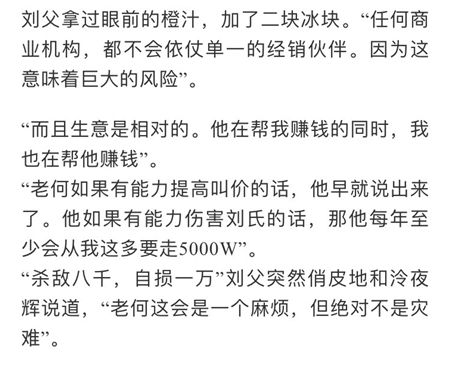 刘父拿过眼前的橙汁，加了二块冰块。“任何商
业机构，都不会依仗单一的经销伙伴。因为这
意味着巨大的风险”。
“而且生意是相对的。他在帮我赚钱的同时，我
也在帮他赚钱”。
“老何如果有能力提高叫价的话，他早就说出来
了。他如果有能力伤害刘氏的话，那他每年至
少会从我这多要走5000W”。
“杀敌八千，自损一万”刘父突然俏皮地和泠夜
辉说道，“老何这会是一个麻烦，但绝对不是灾
难”。